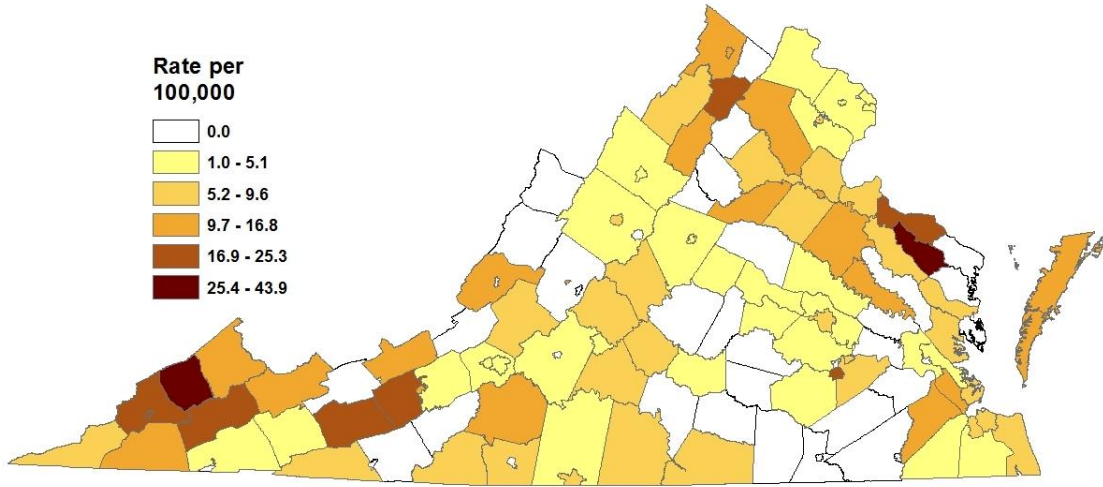 Rate per
100,000
0.0
1.0 - 5.1
5.2 - 9.6
9.7 - 16.8
16.9 - 25.3
25.4 - 43.9